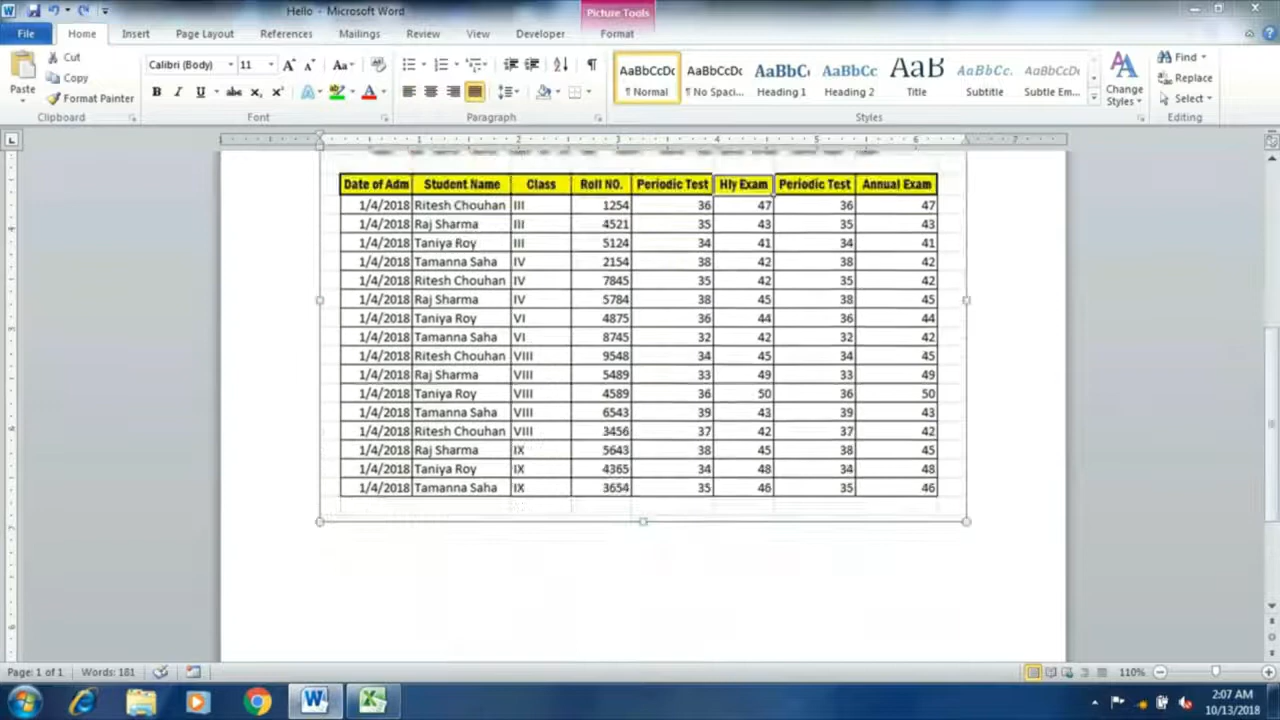 Hello - Microsoft Word
Picture Tools
File Home Insert Page Layout References Mailings Review View Developer Format
Paste
Cut
Copy
Format Painter
Clipboard
Calibri (Body) 11
Font
Paragraph
AaBbCcDc AaBbCcDc AaBbC AaBbCc AaB AaBbCc. AaBbCcDc
¶ Normal ¶ No Spaci... Heading 1 Heading 2 Title Subtitle Subtle Em...
Change
Styles
Styles
Find
Replace
Select
Editing
1 2 3 4 5 6 7
Date of Adm Student Name Class Roll NO. Periodic Test Hly Exam Periodic Test Annual Exam
1/4/2018 Ritesh Chouhan III 1254 36 47 36 47
1/4/2018 Raj Sharma III 4521 35 43 35 43
1/4/2018 Taniya Roy III 5124 34 41 34 41
1/4/2018 Tamanna Saha IV 2154 38 42 38 42
1/4/2018 Ritesh Chouhan IV 7845 35 42 35 42
1/4/2018 Raj Sharma IV 5784 38 45 38 45
1/4/2018 Taniya Roy VI 4875 36 44 36 44
1/4/2018 Tamanna Saha VI 8745 32 42 32 42
1/4/2018 Ritesh Chouhan VIII 9548 34 45 34 45
1/4/2018 Raj Sharma VIII 5489 33 49 33 49
1/4/2018 Taniya Roy VIII 4589 36 50 36 50
1/4/2018 Tamanna Saha VIII 6543 39 43 39 43
1/4/2018 Ritesh Chouhan VIII 3456 37 42 37 42
1/4/2018 Raj Sharma IX 5643 38 45 38 45
1/4/2018 Taniya Roy IX 4365 34 48 34 48
1/4/2018 Tamanna Saha IX 3654 35 46 35 46
Page: 1 of 1 Words: 181 110%
2:07 AM
10/13/2018